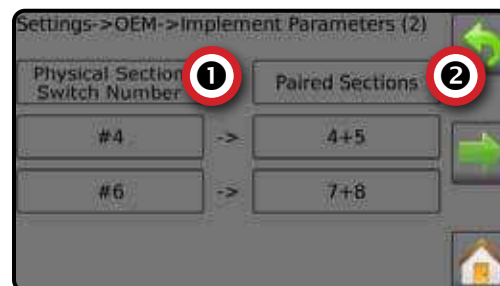 Settings->OEM->Implement Parameters (2)
Physical Section
Switch Number
1
Paired Sections
2
#4 -> 4+5
#6 -> 7+8